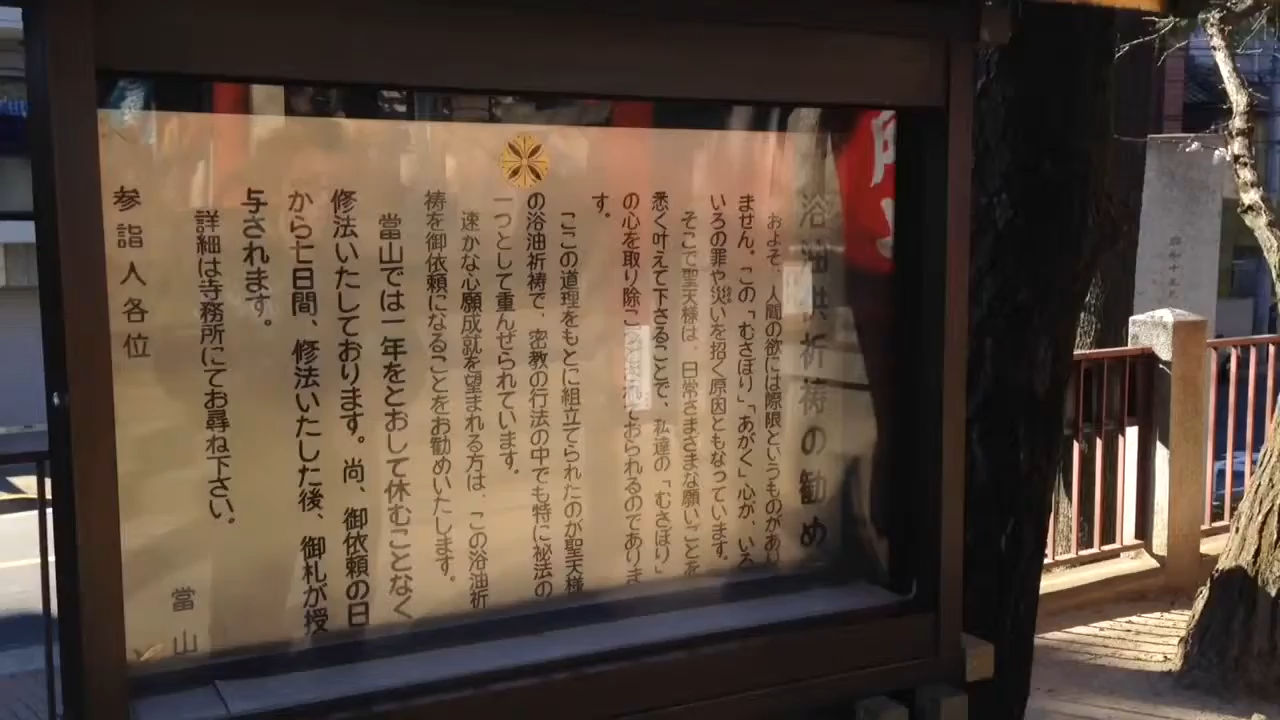 浴油供祈祷の勧め
およそ、人間の欲には際限というものがあり
ません。この「むさぼり」「あがく」心が、いろ
いろの罪や災いを招く原因ともなっています。
そこで聖天様は、日常さまざまな願いごとを
悉く叶えて下さることで、私達の「むさぼり」
の心を取り除こうとされておられるのでありま
す。
ここの道理をもとに組立てられたのが聖天様
の浴油祈祷で、密教の行法の中でも特に祕法の
一つとして重んぜられています。
速かな心願成就を望まれる方は、この浴油祈
祷を御依頼になることをお勧めいたします。
當山では一年をとおして休むことなく
修法いたしております。尚、御依頼の日
から七日間、修法いたした後、御札が授
与されます。
詳細は寺務所にてお尋ね下さい。
當山
参詣人各位